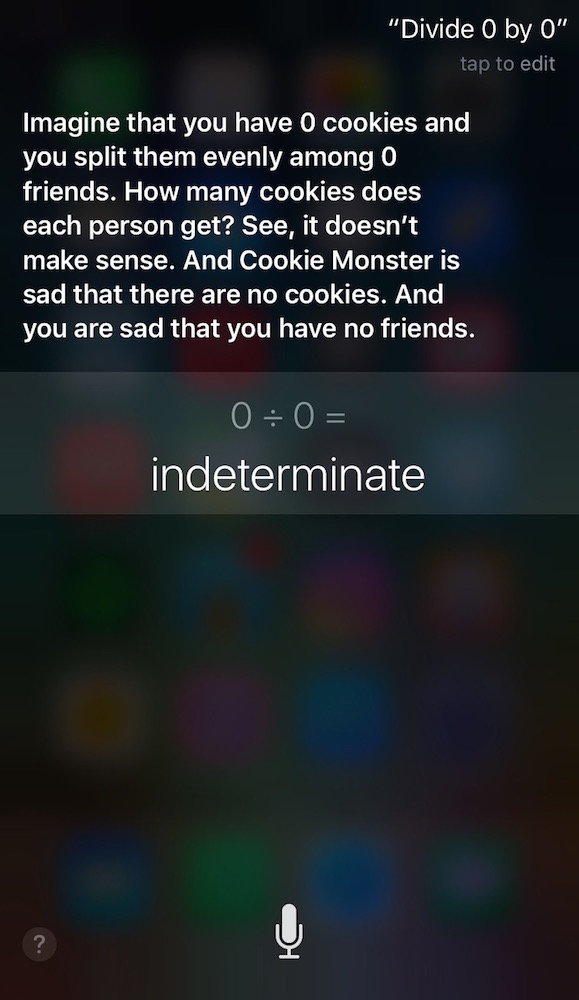 “Divide 0 by 0”
tap to edit
Imagine that you have 0 cookies and
you split them evenly among 0
friends. How many cookies does
each person get? See, it doesn’t
make sense. And Cookie Monster is
sad that there are no cookies. And
you are sad that you have no friends.
0 ÷ 0 =
indeterminate
?